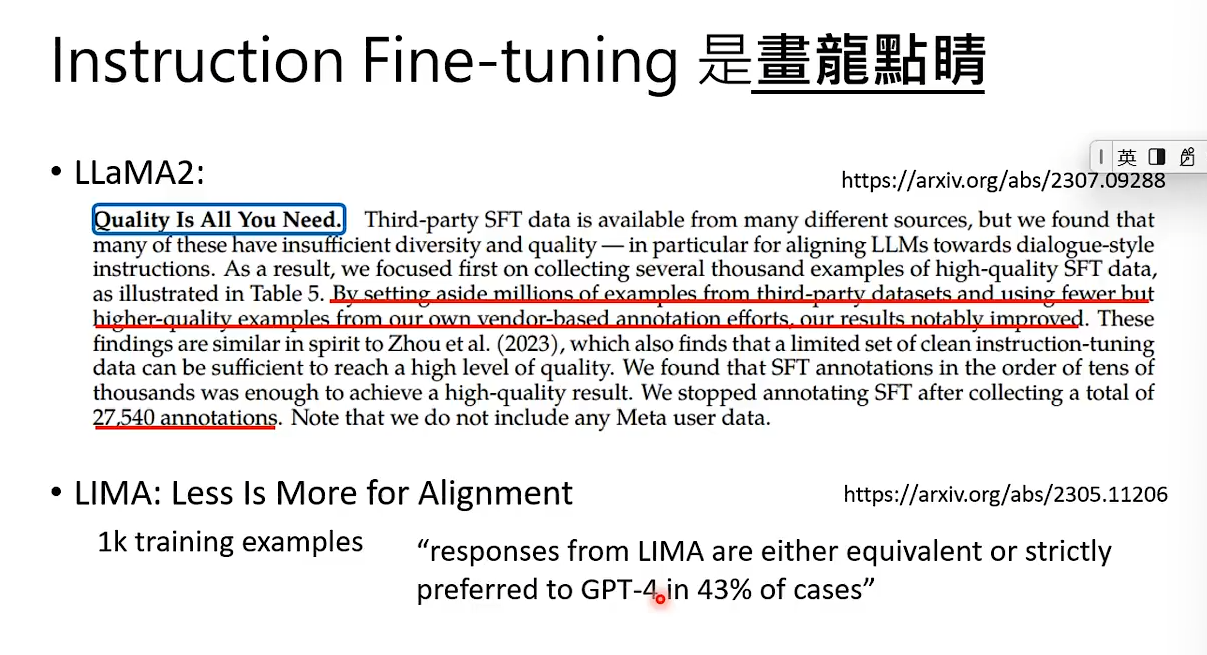 Instruction Fine-tuning 是畫龍點睛
• LLaMA2:
英
https://arxiv.org/abs/2307.09288
Quality Is All You Need. Third-party SFT data is available from many different sources, but we found that
many of these have insufficient diversity and quality — in particular for aligning LLMs towards dialogue-style
instructions. As a result, we focused first on collecting several thousand examples of high-quality SFT data,
as illustrated in Table 5. By setting aside millions of examples from third-party datasets and using fewer but
higher-quality examples from our own vendor-based annotation efforts, our results notably improved. These
findings are similar in spirit to Zhou et al. (2023), which also finds that a limited set of clean instruction-tuning
data can be sufficient to reach a high level of quality. We found that SFT annotations in the order of tens of
thousands was enough to achieve a high-quality result. We stopped annotating SFT after collecting a total of
27,540 annotations. Note that we do not include any Meta user data.
• LIMA: Less Is More for Alignment
https://arxiv.org/abs/2305.11206
1k training examples
“responses from LIMA are either equivalent or strictly
preferred to GPT-4 in 43% of cases”